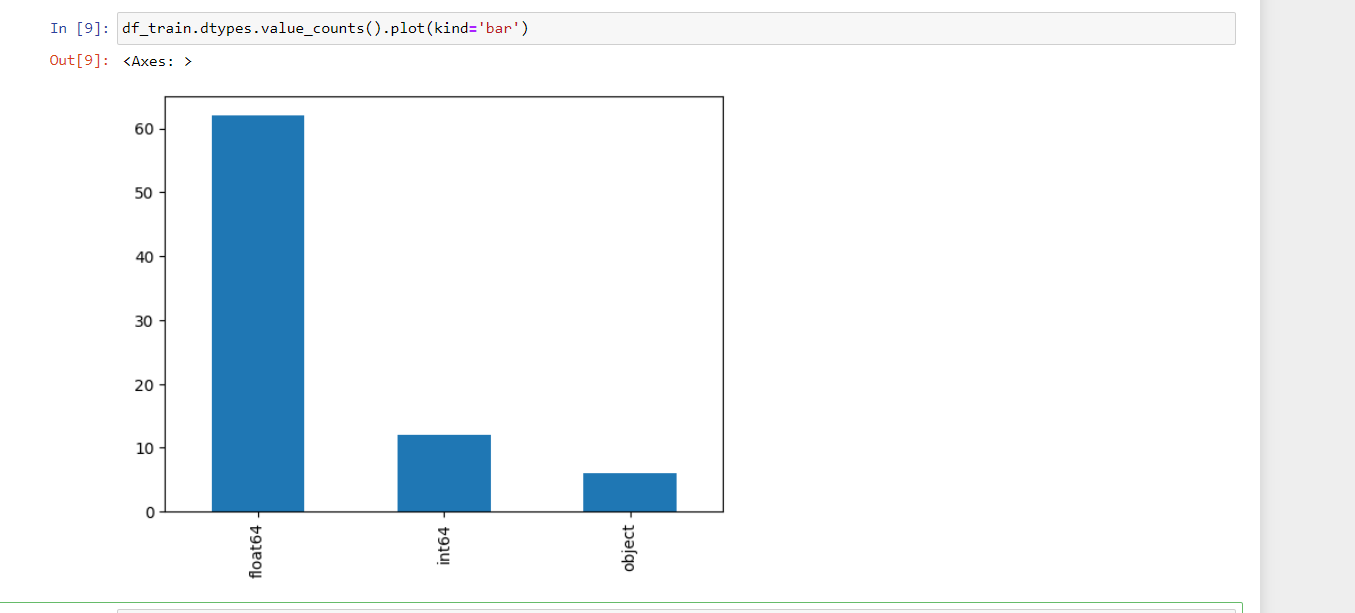 In [9]: df_train.dtypes.value_counts().plot(kind='bar')
Out[9]: <Axes: >
60
50
40
30
20
10
0
float64
int64
object